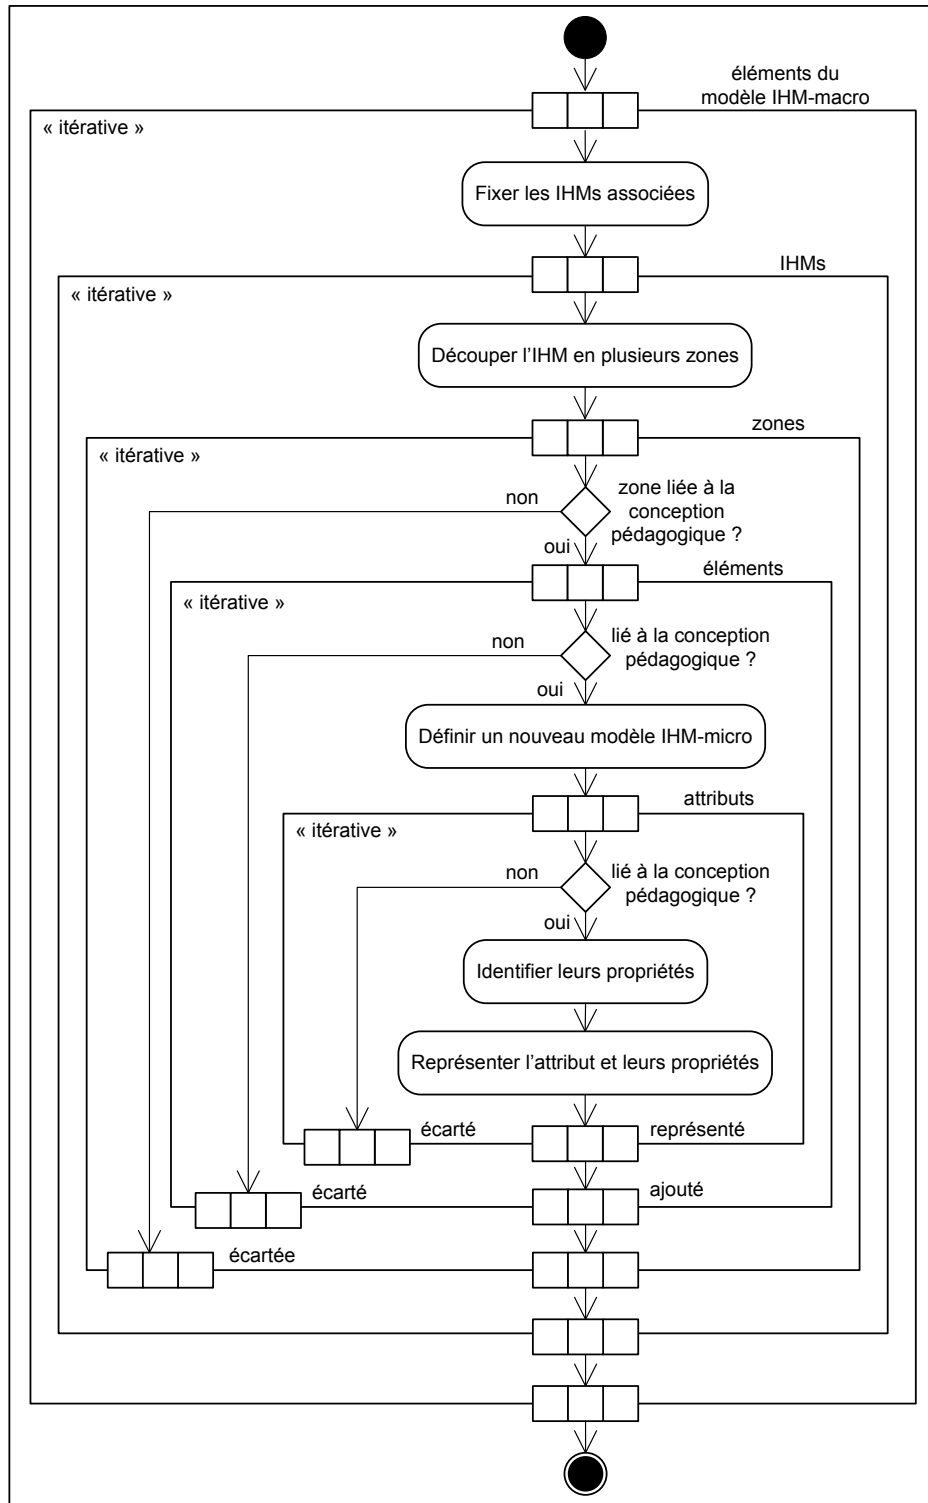 éléments du
modèle IHM-macro
« itérative »
Fixer les IHMs associées
IHMs
« itérative »
Découper l’IHM en plusieurs zones
zones
« itérative »
non
zone liée à la
conception
pédagogique ?
oui
éléments
« itérative »
non
lié à la conception
pédagogique ?
oui
Définir un nouveau modèle IHM-micro
attributs
« itérative »
non
lié à la conception
pédagogique ?
oui
Identifier leurs propriétés
Représenter l’attribut et leurs propriétés
écarté
représenté
écarté
ajouté
écartée